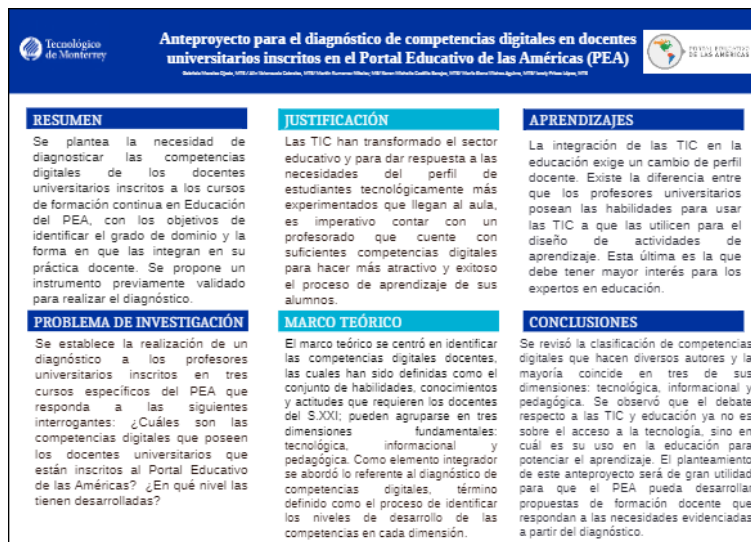 Tecnológico
de Monterrey
Anteproyecto para el diagnóstico de competencias digitales en docentes
universitarios inscritos en el Portal Educativo de las Américas (PEA)
PORTAL EDUCATIVO
DE LAS AMÉRICAS
RESUMEN
Se plantea la necesidad de
diagnosticar las competencias
digitales de los docentes
universitarios inscritos a los cursos
de formación continua en Educación
del PEA, con los objetivos de
identificar el grado de dominio y la
forma en que las integran en su
práctica docente. Se propone un
instrumento previamente validado
para realizar el diagnóstico.
PROBLEMA DE INVESTIGACIÓN
Se establece la realización de un
diagnóstico a los profesores
universitarios inscritos en tres
cursos específicos del PEA que
responda a las siguientes
interrogantes: ¿Cuáles son las
competencias digitales que poseen
los docentes universitarios que
están inscritos al Portal Educativo
de las Américas? ¿En qué nivel las
tienen desarrolladas?
JUSTIFICACIÓN
Las TIC han transformado el sector
educativo y para dar respuesta a las
necesidades del perfil de
estudiantes tecnológicamente más
experimentados que llegan al aula,
es imperativo contar con un
profesorado que cuente con
suficientes competencias digitales
para hacer más atractivo y exitoso
el proceso de aprendizaje de sus
alumnos.
MARCO TEÓRICO
El marco teórico se centró en identificar
las competencias digitales docentes,
las cuales han sido definidas como el
conjunto de habilidades, conocimientos
y actitudes que requieren los docentes
del S.XXI; pueden agruparse en tres
dimensiones fundamentales:
tecnológica, informacional y
pedagógica. Como elemento integrador
se abordó lo referente al diagnóstico de
competencias digitales, término
definido como el proceso de identificar
los niveles de desarrollo de las
competencias en cada dimensión.
APRENDIZAJES
La integración de las TIC en la
educación exige un cambio de perfil
docente. Existe la diferencia entre
que los profesores universitarios
posean las habilidades para usar
las TIC a que las utilicen para el
diseño de actividades de
aprendizaje. Esta última es la que
debe tener mayor interés para los
expertos en educación.
CONCLUSIONES
Se revisó la clasificación de competencias
digitales que hacen diversos autores y la
mayoría coincide en tres de sus
dimensiones: tecnológica, informacional y
pedagógica. Se observó que el debate
respecto a las TIC y educación ya no es
sobre el acceso a la tecnología, sino en
cuál es su uso en la educación para
potenciar el aprendizaje. El planteamiento
de este anteproyecto será de gran utilidad
para que el PEA pueda desarrollar
propuestas de formación docente que
respondan a las necesidades evidenciadas
a partir del diagnóstico.